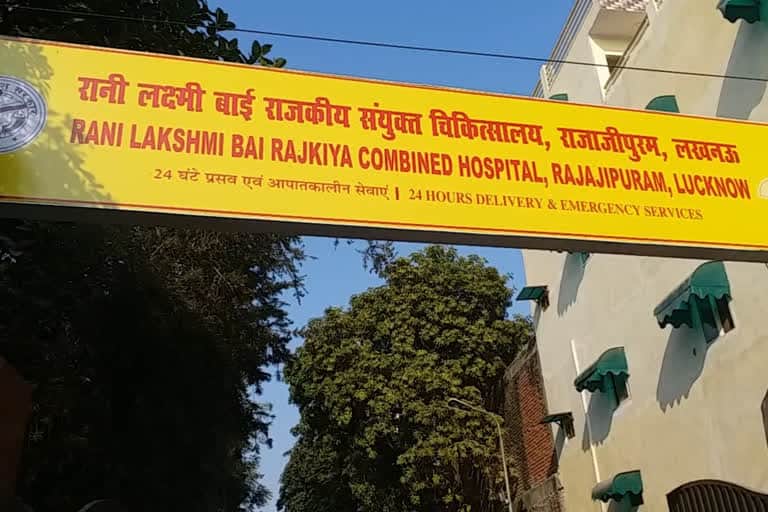 रानी लक्ष्मी बाई राजकीय संयुक्त चिकित्सालय, राजाजीपुरम, लखनऊ
RANI LAKSHMI BAI RAJKIYA COMBINED HOSPITAL, RAJAJIPURAM, LUCKNOW
24 घंटे प्रसव एवं आपातकालीन सेवाएं | 24 HOURS DELIVERY & EMERGENCY SERVICES